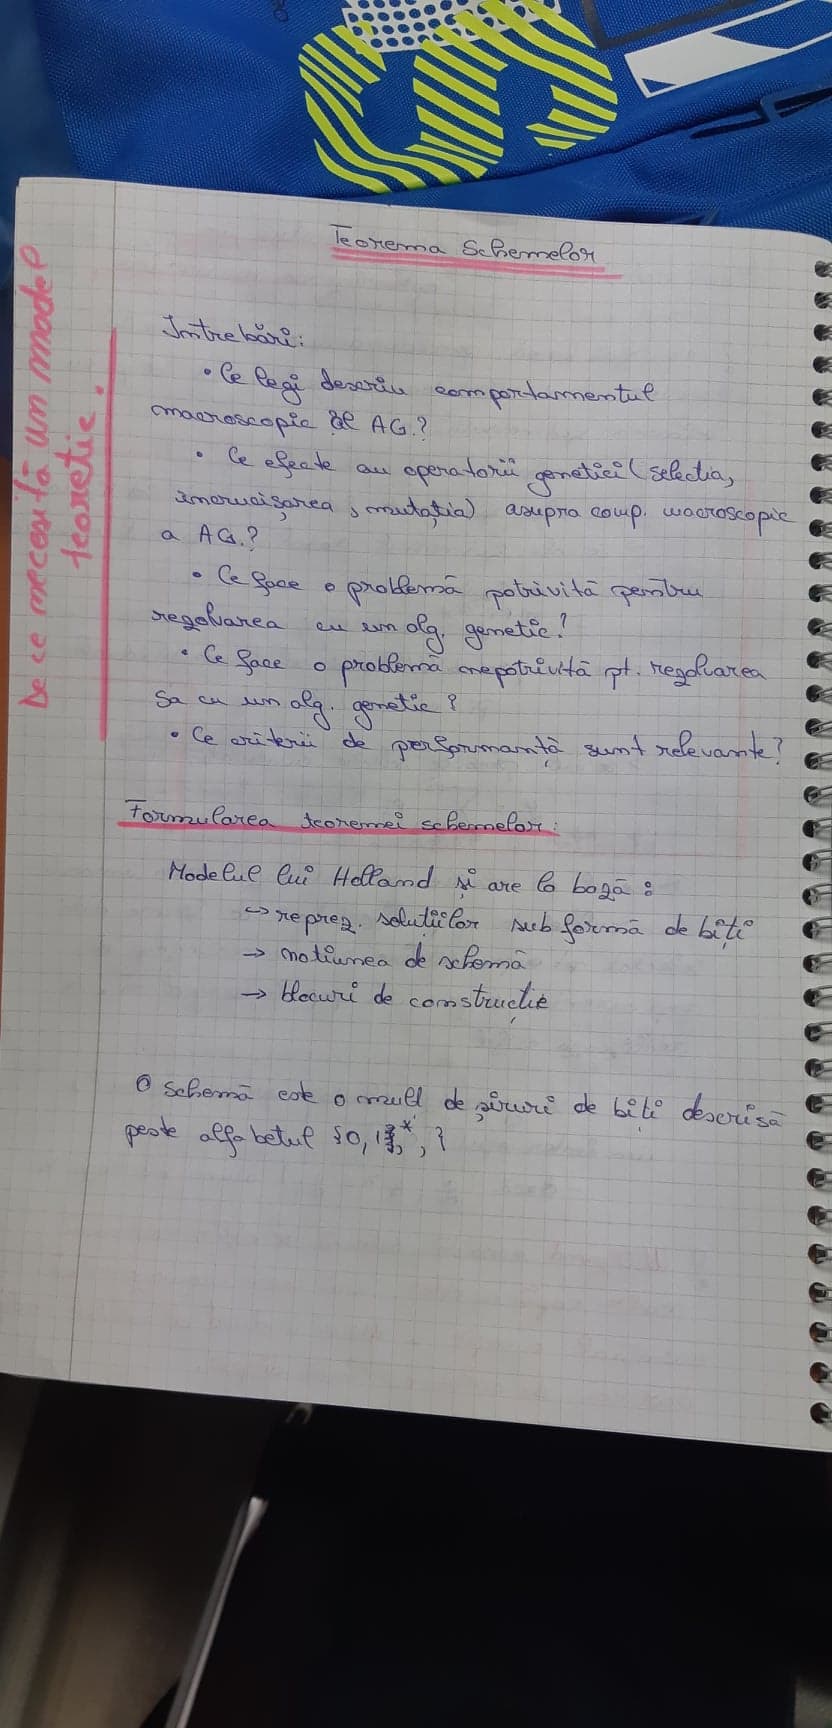 Teorema Schemelor
De ce necesită un model
teoretic.
Întrebări:
• Ce legi descriu comportamentul
macroscopic al AG.?
• Ce efecte au operatorii genetici (selectia,
încrucișarea, mutația) asupra comp. macroscopic
a AG.?
• Ce face o problemă potrivită pentru
rezolvarea cu un alg. genetic?
• Ce face o problemă nepotrivită pt. rezolvarea
sa cu un alg. genetic?
• Ce criterii de performanță sunt relevante?
Formularea teoremei schemelor:
Modelul lui Holland și are la bază:
→ reprez. soluțiilor sub formă de biți
→ notiunea de schemă
→ blocuri de construcție
O schemă este o mult de șiruri de biți descrisă
peste alfabetul {0, 1, *, }